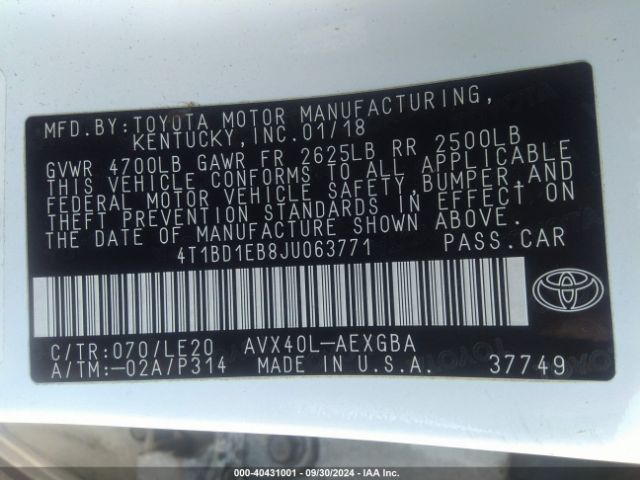 MFD.BY:TOYOTA MOTOR MANUFACTURING,
KENTUCKY,INC.01/18
GVWR 4700LB GAWR FR 2625LB RR 2500LB
THIS VEHICLE CONFORMS TO ALL APPLICABLE
FEDERAL MOTOR VEHICLE SAFETY,BUMPER,AND
THEFT PREVENTION STANDARDS IN EFFECT ON
THE DATE OF MANUFACTURE SHOWN ABOVE.
4T1BD1EB8JU063771 PASS.CAR
C/TR:070/LE20 AVX40L-AEXGBA
A/TM:-02A/P314 MADE IN U.S.A. 37749
000-40431001 - 09/30/2024 - IAA Inc.